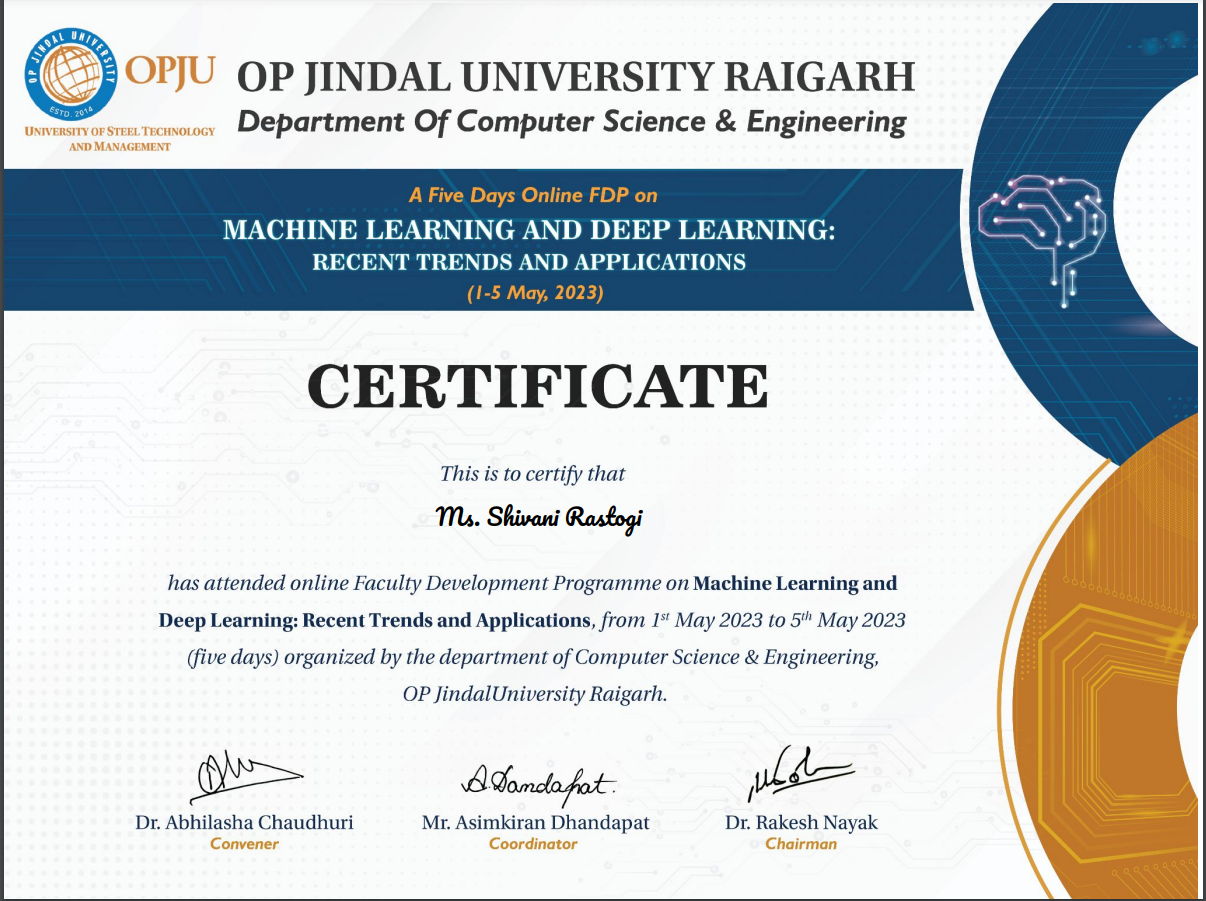 OP JINDAL UNIVERSITY
ESTD. 2014
OPJU
UNIVERSITY OF STEEL TECHNOLOGY
AND MANAGEMENT
OP JINDAL UNIVERSITY RAIGARH
Department Of Computer Science & Engineering
A Five Days Online FDP on
MACHINE LEARNING AND DEEP LEARNING:
RECENT TRENDS AND APPLICATIONS
(1-5 May, 2023)
CERTIFICATE
This is to certify that
Ms. Shivani Rastogi
has attended online Faculty Development Programme on Machine Learning and
Deep Learning: Recent Trends and Applications, from 1st May 2023 to 5th May 2023
(five days) organized by the department of Computer Science & Engineering,
OP JindalUniversity Raigarh.
A.Dandapat.
Dr. Abhilasha Chaudhuri Mr. Asimkiran Dhandapat Dr. Rakesh Nayak
Convener Coordinator Chairman